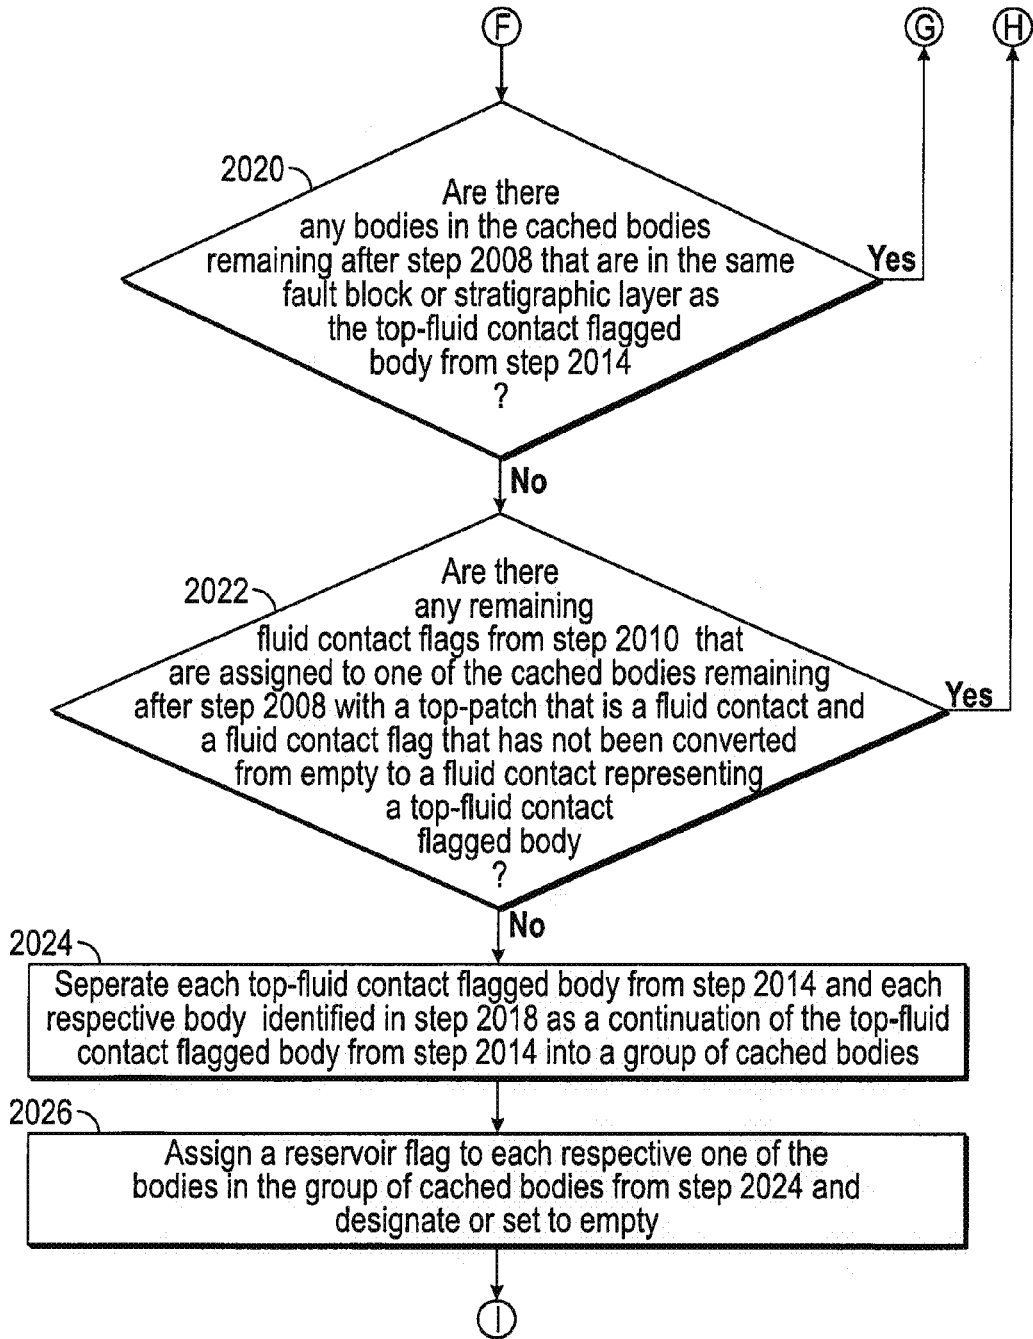 F
G
H
2020
Are there
any bodies in the cached bodies
remaining after step 2008 that are in the same
fault block or stratigraphic layer as
the top-fluid contact flagged
body from step 2014
?
Yes
No
2022
Are there
any remaining
fluid contact flags from step 2010 that
are assigned to one of the cached bodies remaining
after step 2008 with a top-patch that is a fluid contact and
a fluid contact flag that has not been converted
from empty to a fluid contact representing
a top-fluid contact
flagged body
?
Yes
No
2024
Seperate each top-fluid contact flagged body from step 2014 and each
respective body identified in step 2018 as a continuation of the top-fluid
contact flagged body from step 2014 into a group of cached bodies
2026
Assign a reservoir flag to each respective one of the
bodies in the group of cached bodies from step 2024 and
designate or set to empty
I